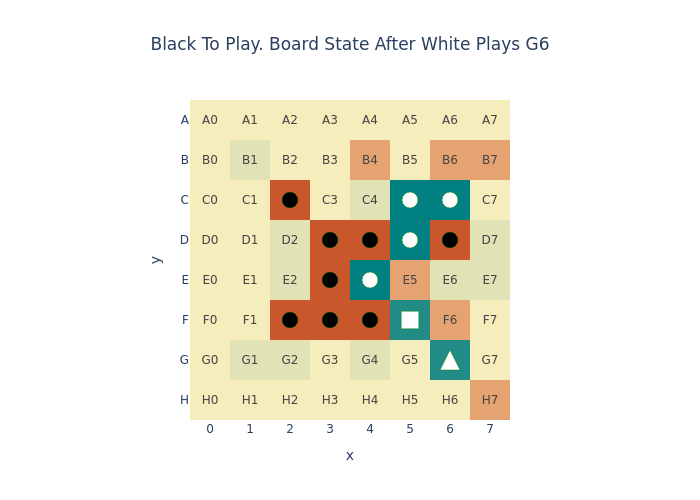 Black To Play. Board State After White Plays G6
A A0 A1 A2 A3 A4 A5 A6 A7
B B0 B1 B2 B3 B4 B5 B6 B7
C C0 C1 C3 C4 C7
D D0 D1 D2 D7
y
E E0 E1 E2 E5 E6 E7
F F0 F1 F6 F7
G G0 G1 G2 G3 G4 G5 G7
H H0 H1 H2 H3 H4 H5 H6 H7
0 1 2 3 4 5 6 7
x